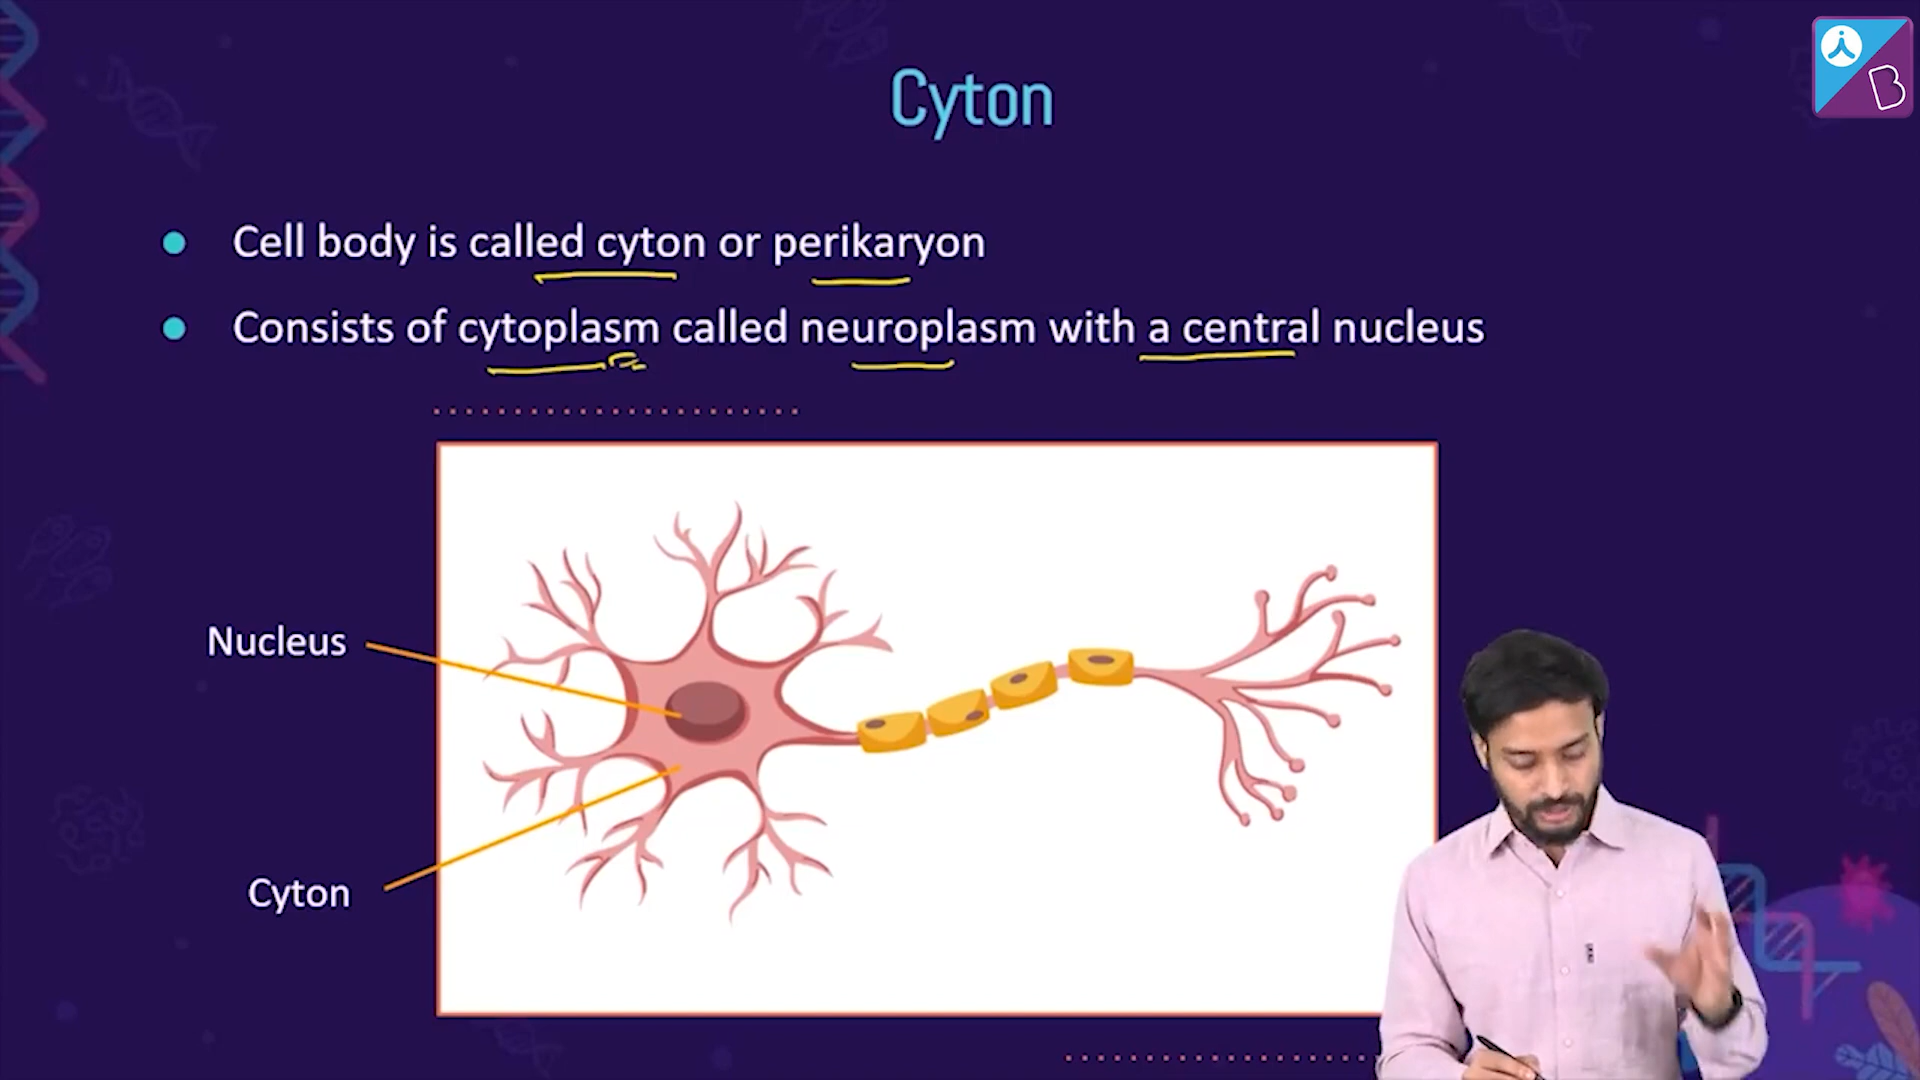 Cyton
Cell body is called cyton or perikaryon
Consists of cytoplasm called neuroplasm with a central nucleus
Nucleus
Cyton
B